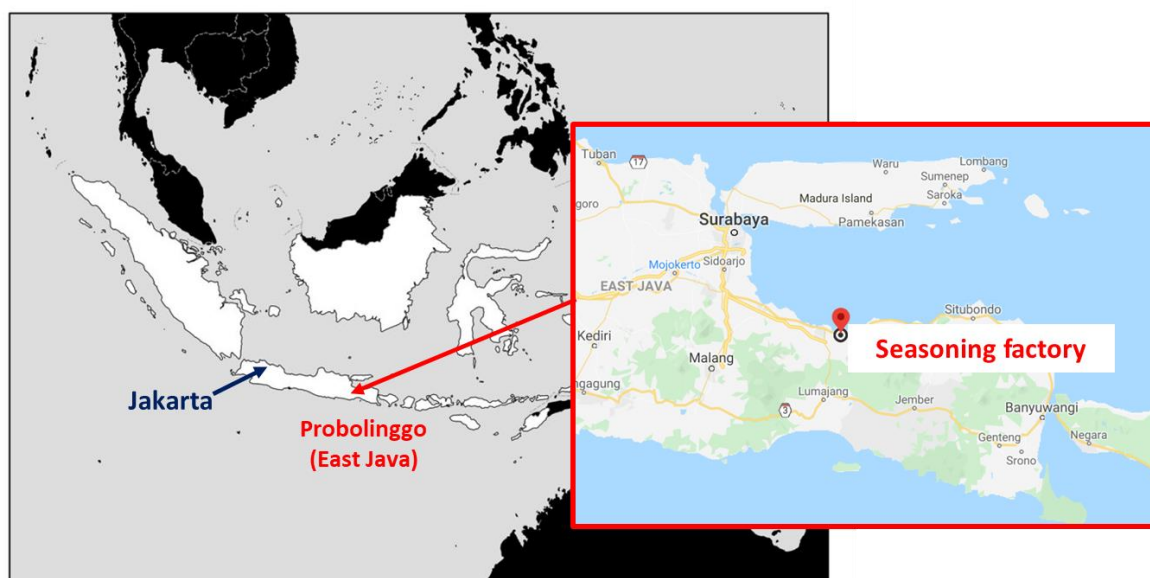 Jakarta
Probolinggo
(East Java)
Tuban
17
Waru
Lombang
Sumenep
Saroka
Madura Island
Pamekasan
goro
Surabaya
Mojokerto
Sidoarjo
EAST JAVA
Situbondo
Kediri
Seasoning factory
Malang
ngagung
Lumajang
3
Jember
Banyuwangi
Genteng
Negara
Srono